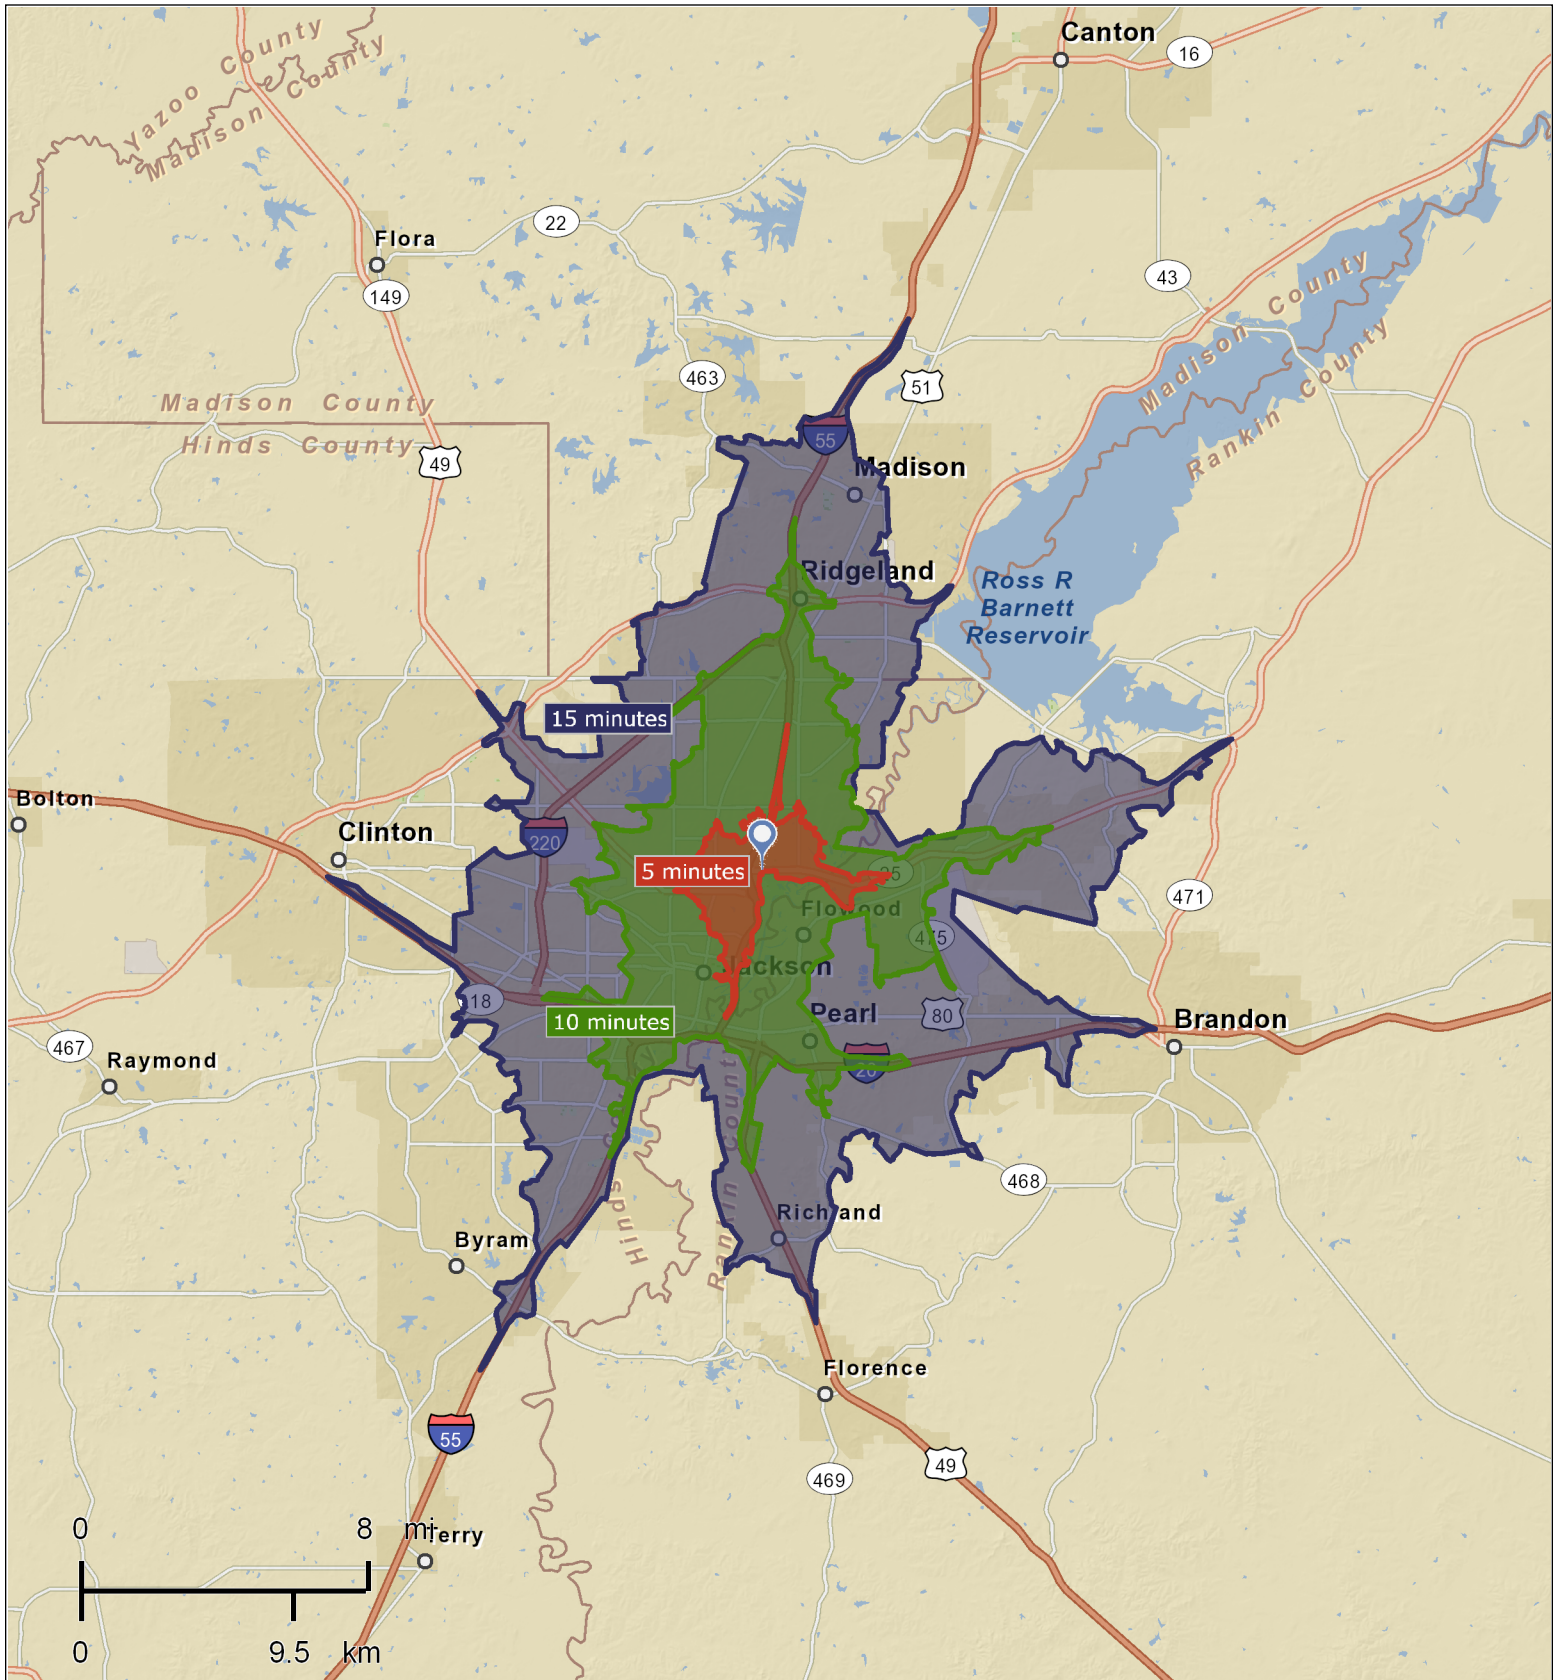 Canton
16
Yazoo County
Madison County
22
Flora
149
43
463
51
Madison County
Rankin County
Madison County
Hinds County
49
55
Madison
Ridgeland
Ross R
Barnett
Reservoir
15 minutes
Bolton
Clinton
220
5 minutes
25
471
Flowood
475
Jackson
18
10 minutes
Pearl
80
Brandon
467
Raymond
20
468
Rankin Count
Hinds
Richland
Byram
Florence
55
49
469
0 8 mi
Terry
0 9.5 km